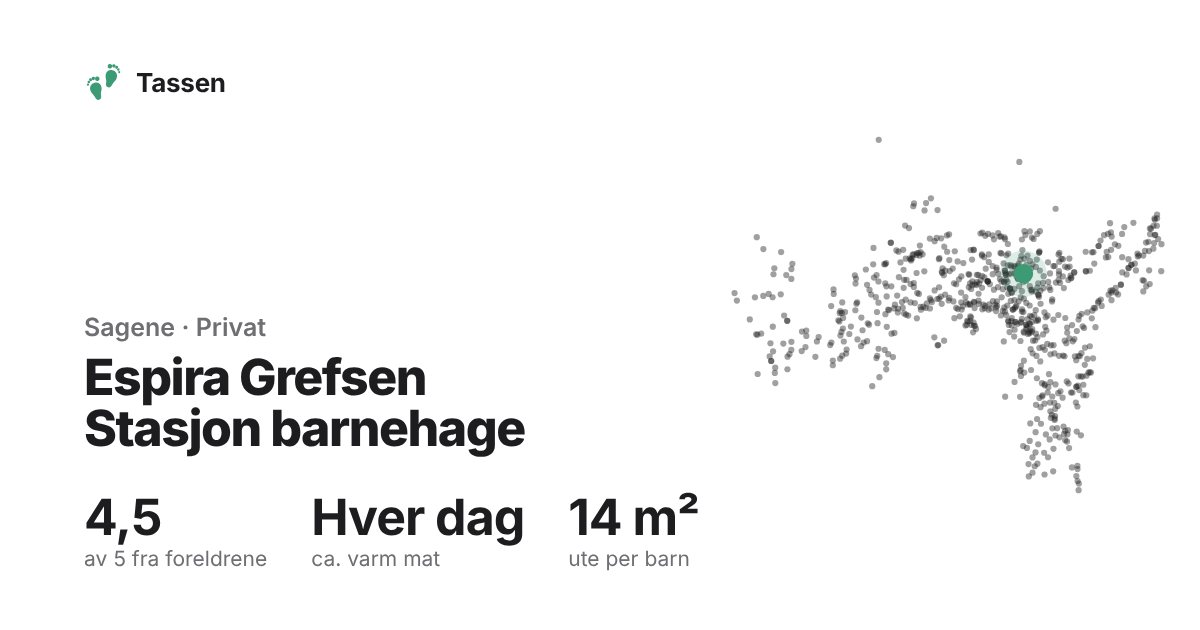 Tassen
Sagene · Privat
Espira Grefsen
Stasjon barnehage
4,5
av 5 fra foreldrene
Hver dag
ca. varm mat
14 m²
ute per barn